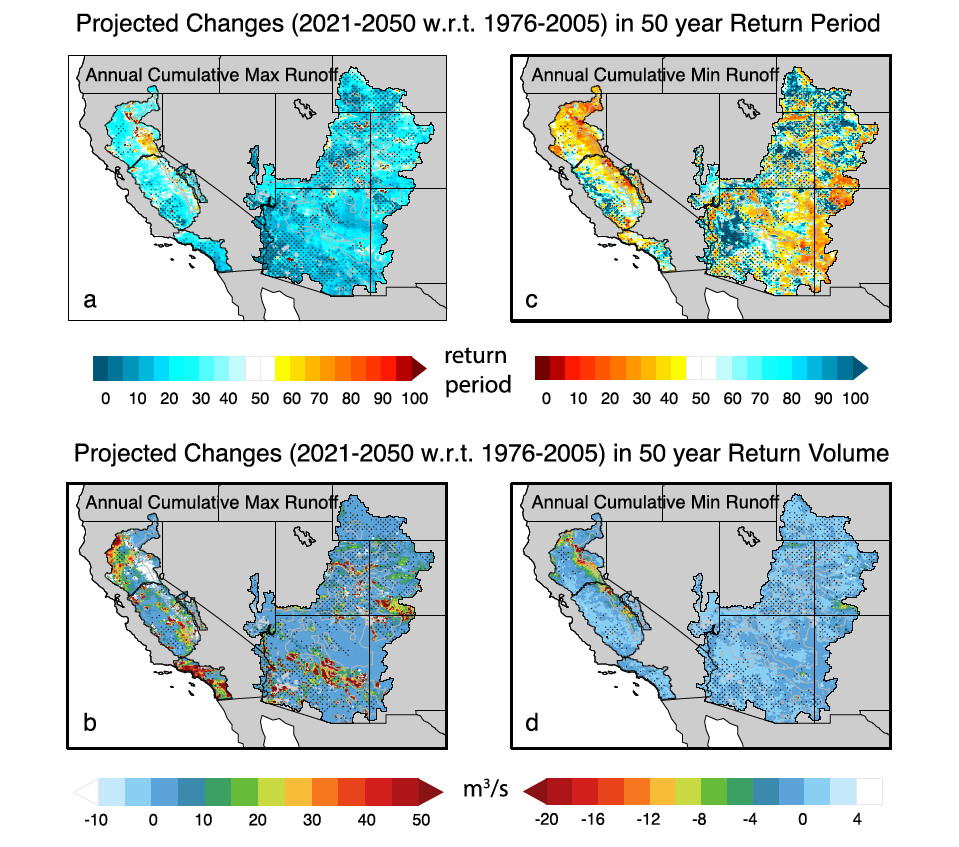 Projected Changes (2021-2050 w.r.t. 1976-2005) in 50 year Return Period
Annual Cumulative Max Runoff
a
Annual Cumulative Min Runoff
c
0 10 20 30 40 50 60 70 80 90 100
return
period
0 10 20 30 40 50 60 70 80 90 100
Projected Changes (2021-2050 w.r.t. 1976-2005) in 50 year Return Volume
Annual Cumulative Max Runoff
b
Annual Cumulative Min Runoff
d
-10 0 10 20 30 40 50
m³/s
-20 -16 -12 -8 -4 0 4